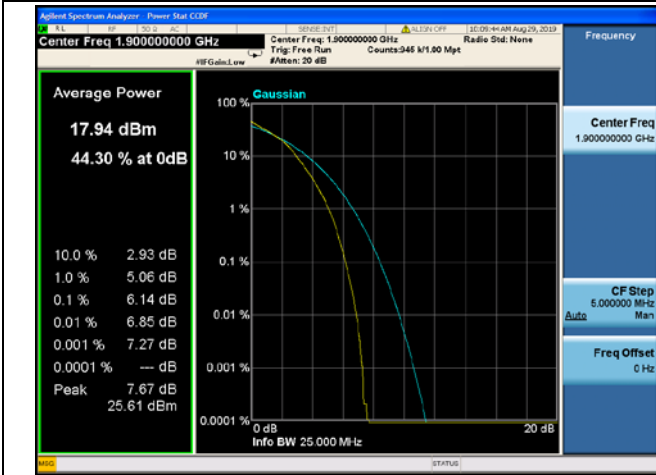 Agilent Spectrum Analyzer - Power Stat CCDF
RL RF 50 Ω AC SENSE:INT ALIGN OFF 10:09:44 AM Aug 29, 2019
Center Freq 1.900000000 GHz
Center Freq: 1.900000000 GHz
Radio Std: None
Trig: Free Run Counts:945 k/1.00 Mpt
#IFGain:Low #Atten: 20 dB
Frequency
Average Power
17.94 dBm
44.30 % at 0dB
10.0 % 2.93 dB
1.0 % 5.06 dB
0.1 % 6.14 dB
0.01 % 6.85 dB
0.001 % 7.27 dB
0.0001 % --- dB
Peak 7.67 dB
25.61 dBm
Gaussian
100 %
10 %
1 %
0.1 %
0.01 %
0.001 %
0.0001 %
0 dB 20 dB
Info BW 25.000 MHz
Center Freq
1.900000000 GHz
CF Step
5.000000 MHz
Auto Man
Freq Offset
0 Hz
MSG STATUS